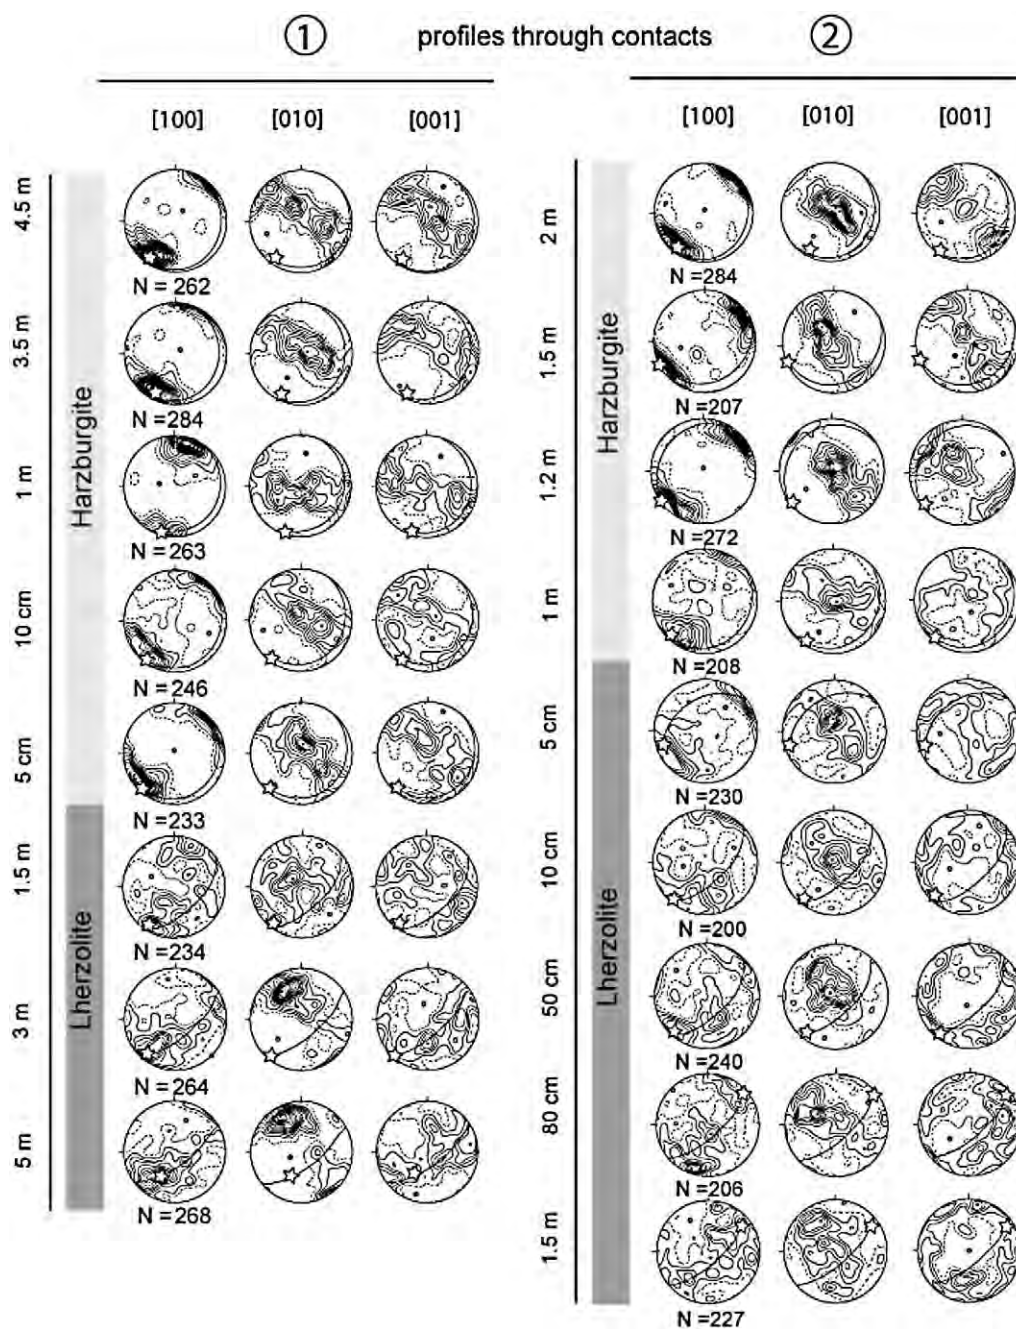 ① profiles through contacts ②
[100] [010] [001]
4.5 m
N = 262
3.5 m
N = 284
1 m
N = 263
10 cm
N = 246
5 cm
N = 233
Harzburgite
1.5 m
N = 234
3 m
N = 264
5 m
N = 268
Lherzolite
[100] [010] [001]
2 m
N = 284
1.5 m
N = 207
1.2 m
N = 272
1 m
N = 208
Harzburgite
5 cm
N = 230
10 cm
N = 200
50 cm
N = 240
80 cm
N = 206
1.5 m
N = 227
Lherzolite